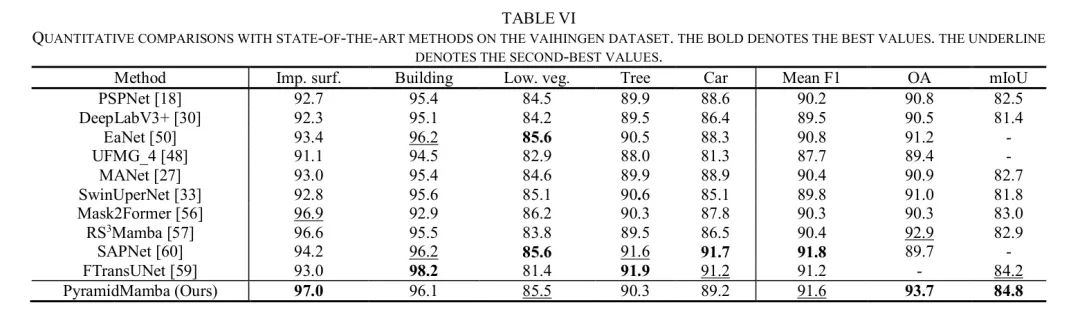 TABLE VI
QUANTITATIVE COMPARISONS WITH STATE-OF-THE-ART METHODS ON THE VAIHINGEN DATASET. THE BOLD DENOTES THE BEST VALUES. THE UNDERLINE
DENOTES THE SECOND-BEST VALUES.
Method Imp. surf. Building Low. veg. Tree Car Mean F1 OA mIoU
PSPNet [18] 92.7 95.4 84.5 89.9 88.6 90.2 90.8 82.5
DeepLabV3+ [30] 92.3 95.1 84.2 89.5 86.4 89.5 90.5 81.4
EaNet [50] 93.4 96.2 85.6 90.5 88.3 90.8 91.2 -
UFMG_4 [48] 91.1 94.5 82.9 88.0 81.3 87.7 89.4 -
MANet [27] 93.0 95.4 84.6 89.9 88.9 90.4 90.9 82.7
SwinUperNet [33] 92.8 95.6 85.1 90.6 85.1 89.8 91.0 81.8
Mask2Former [56] 96.9 92.9 86.2 90.3 87.8 90.3 90.3 83.0
RS³Mamba [57] 96.6 95.5 83.8 89.5 86.5 90.4 92.9 82.9
SAPNet [60] 94.2 96.2 85.6 91.6 91.7 91.8 89.7 -
FTransUNet [59] 93.0 98.2 81.4 91.9 91.2 91.2 - 84.2
PyramidMamba (Ours) 97.0 96.1 85.5 90.3 89.2 91.6 93.7 84.8